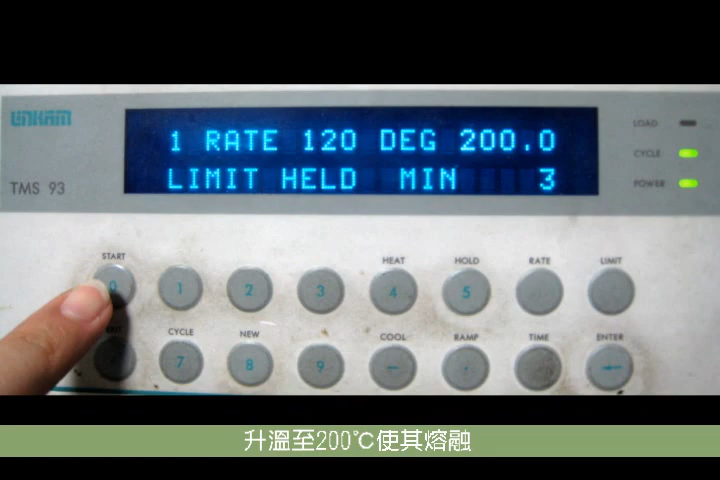 LINKAM
TMS 93
1 RATE 120 DEG 200.0
LIMIT HELD MIN 3
LOAD
CYCLE
POWER
START HEAT HOLD RATE LIMIT
0 1 2 3 4 5
CYCLE NEW COOL RAMP TIME ENTER
7 8 9 -
升溫至200℃使其熔融